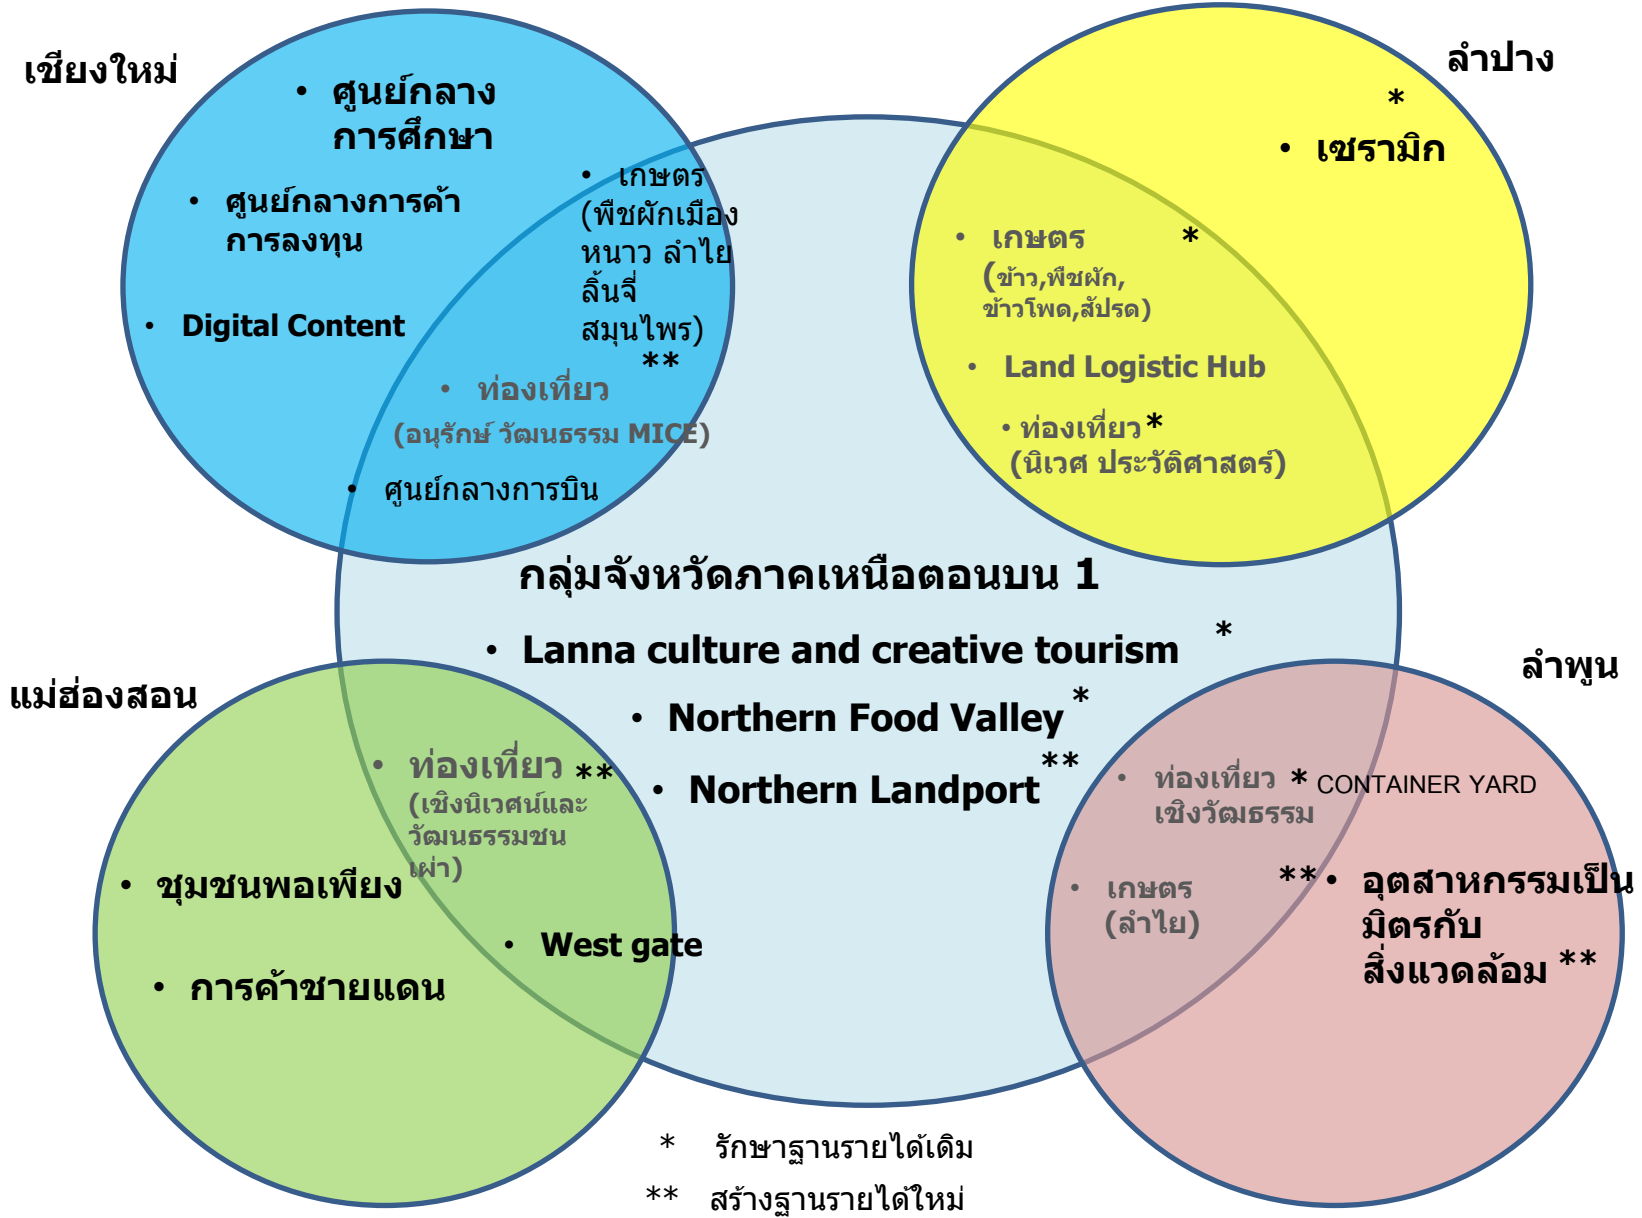 เชียงใหม่
• ศูนย์กลาง
การศึกษา
• ศูนย์กลางการค้า
การลงทุน
• Digital Content
• เกษตร
(พืชผักเมือง
หนาว ลำไย
ลิ้นจี่
สมุนไพร)
**
• ท่องเที่ยว
(อนุรักษ์ วัฒนธรรม MICE)
• ศูนย์กลางการบิน
ลำปาง
*
• เซรามิก
• เกษตร *
(ข้าว,พืชผัก,
ข้าวโพด,สัปรด)
• Land Logistic Hub
• ท่องเที่ยว *
(นิเวศ ประวัติศาสตร์)
กลุ่มจังหวัดภาคเหนือตอนบน 1
• Lanna culture and creative tourism *
• Northern Food Valley *
• Northern Landport **
แม่ฮ่องสอน
• ท่องเที่ยว **
(เชิงนิเวศน์และ
วัฒนธรรมชน
เผ่า)
• ชุมชนพอเพียง
• West gate
• การค้าชายแดน
ลำพูน
• ท่องเที่ยว * CONTAINER YARD
เชิงวัฒธรรม
• เกษตร **
(ลำไย)
• อุตสาหกรรมเป็น
มิตรกับ
สิ่งแวดล้อม **
* รักษาฐานรายได้เดิม
** สร้างฐานรายได้ใหม่